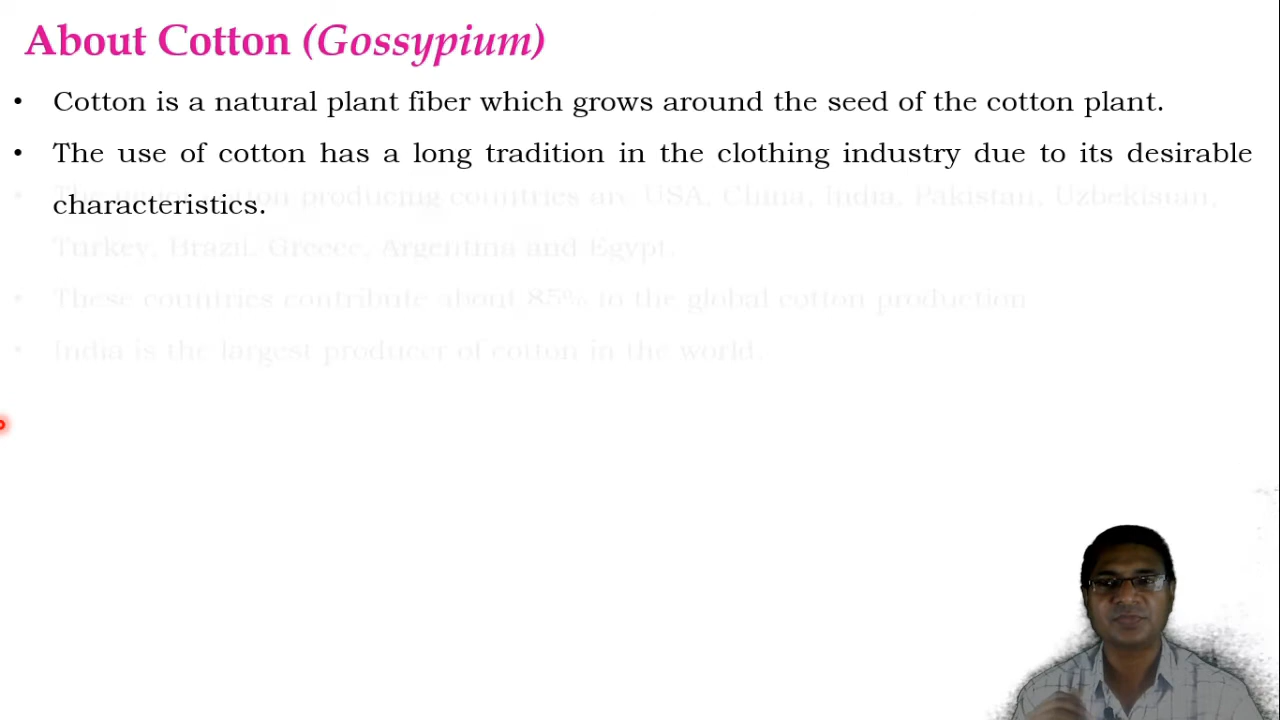 About Cotton (Gossypium)
• Cotton is a natural plant fiber which grows around the seed of the cotton plant.
• The use of cotton has a long tradition in the clothing industry due to its desirable
characteristics.
• The major cotton producing countries are USA, China, India, Pakistan, Uzbekistan,
Turkey, Brazil, Greece, Argentina and Egypt.
• These countries contribute about 85% to the global cotton production
• India is the largest producer of cotton in the world.